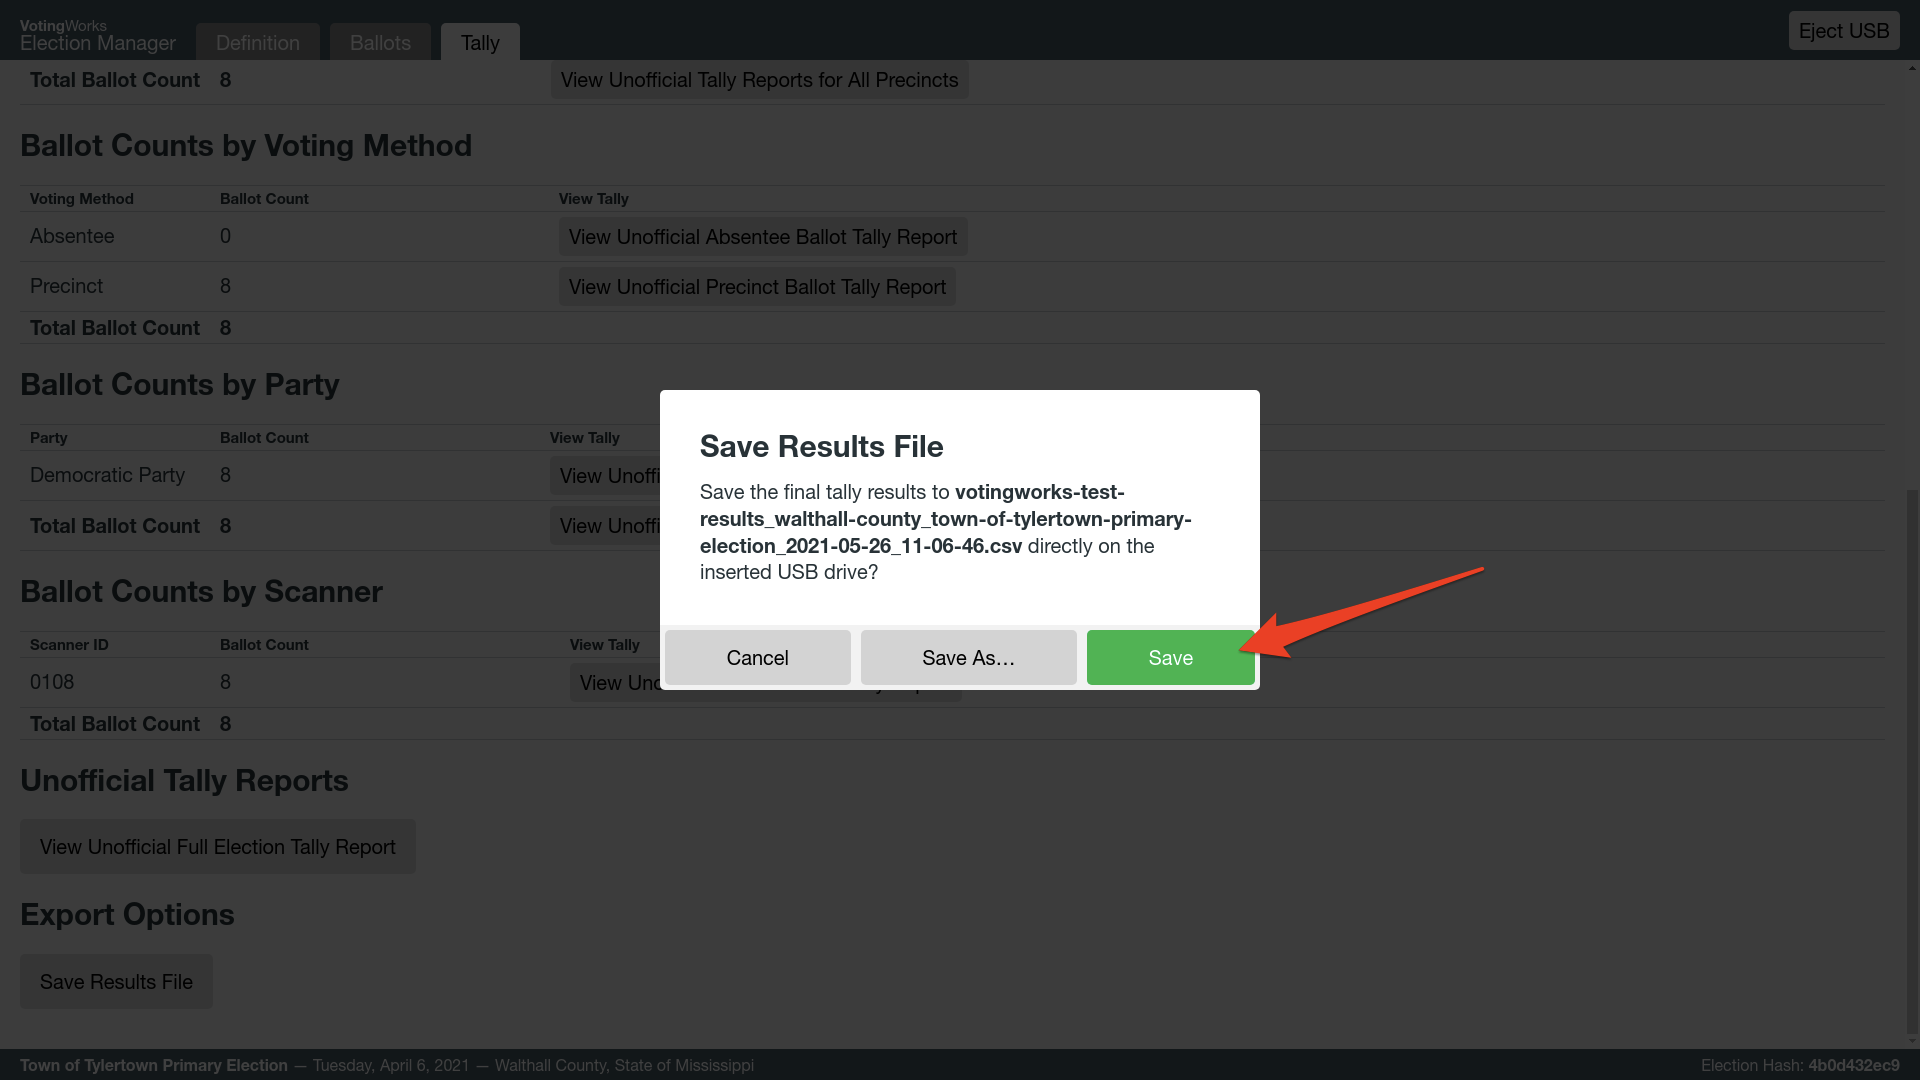 VotingWorks
Election Manager
Definition
Ballots
Tally
Eject USB
Total Ballot Count 8 View Unofficial Tally Reports for All Precincts
Ballot Counts by Voting Method
Voting Method Ballot Count View Tally
Absentee 0 View Unofficial Absentee Ballot Tally Report
Precinct 8 View Unofficial Precinct Ballot Tally Report
Total Ballot Count 8
Ballot Counts by Party
Party Ballot Count View Tally
Democratic Party 8 View Unoffi
Total Ballot Count 8 View Unoffi
Ballot Counts by Scanner
Scanner ID Ballot Count View Tally
0108 8 View Uno
Total Ballot Count 8
Save Results File
Save the final tally results to votingworks-test-
results_walthall-county_town-of-tylertown-primary-
election_2021-05-26_11-06-46.csv directly on the
inserted USB drive?
Cancel
Save As…
Save
Unofficial Tally Reports
View Unofficial Full Election Tally Report
Export Options
Save Results File
Town of Tylertown Primary Election — Tuesday, April 6, 2021 — Walthall County, State of Mississippi
Election Hash: 4b0d432ec9